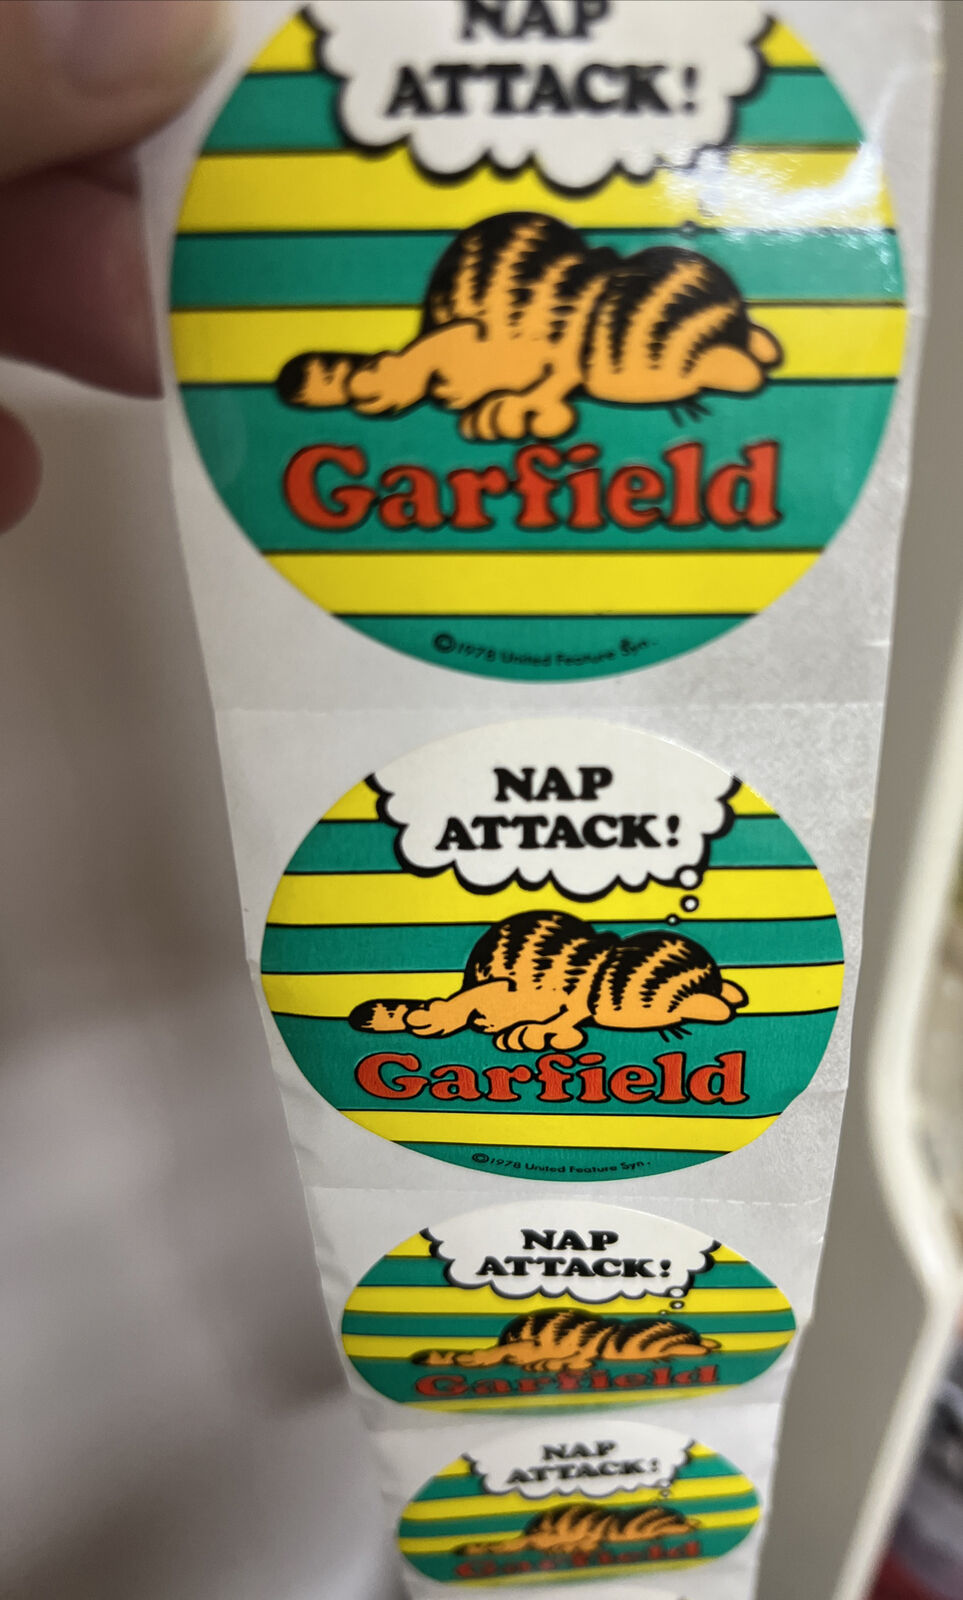 NAP
ATTACK!
Garfield
©1978 United Feature Syn.
NAP
ATTACK!
Garfield
©1978 United Feature Syn.
NAP
ATTACK!
Garfield
NAP
ATTACK!
Garfield